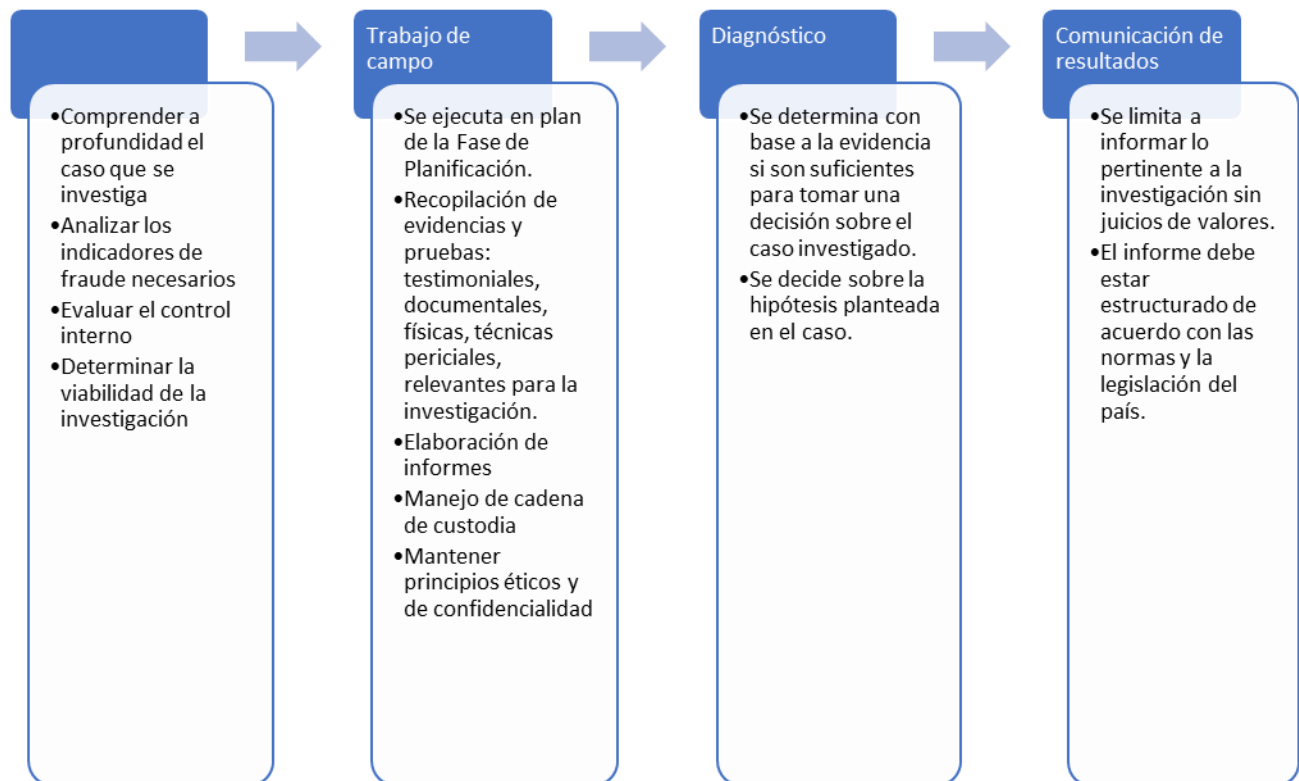 Trabajo de
campo
Diagnóstico
Comunicación de
resultados
•Comprender a
profundidad el
caso que se
investiga
•Analizar los
indicadores de
fraude necesarios
•Evaluar el control
interno
•Determinar la
viabilidad de la
investigación
•Se ejecuta en plan
de la Fase de
Planificación.
•Recopilación de
evidencias y
pruebas:
testimoniales,
documentales,
físicas, técnicas
periciales,
relevantes para la
investigación.
•Elaboración de
informes
•Manejo de cadena
de custodia
•Mantener
principios éticos y
de confidencialidad
•Se determina con
base a la evidencia
si son suficientes
para tomar una
decisión sobre el
caso investigado.
•Se decide sobre la
hipótesis planteada
en el caso.
•Se limita a
informar lo
pertinente a la
investigación sin
juicios de valores.
•El informe debe
estar
estructurado de
acuerdo con las
normas y la
legislación del
país.